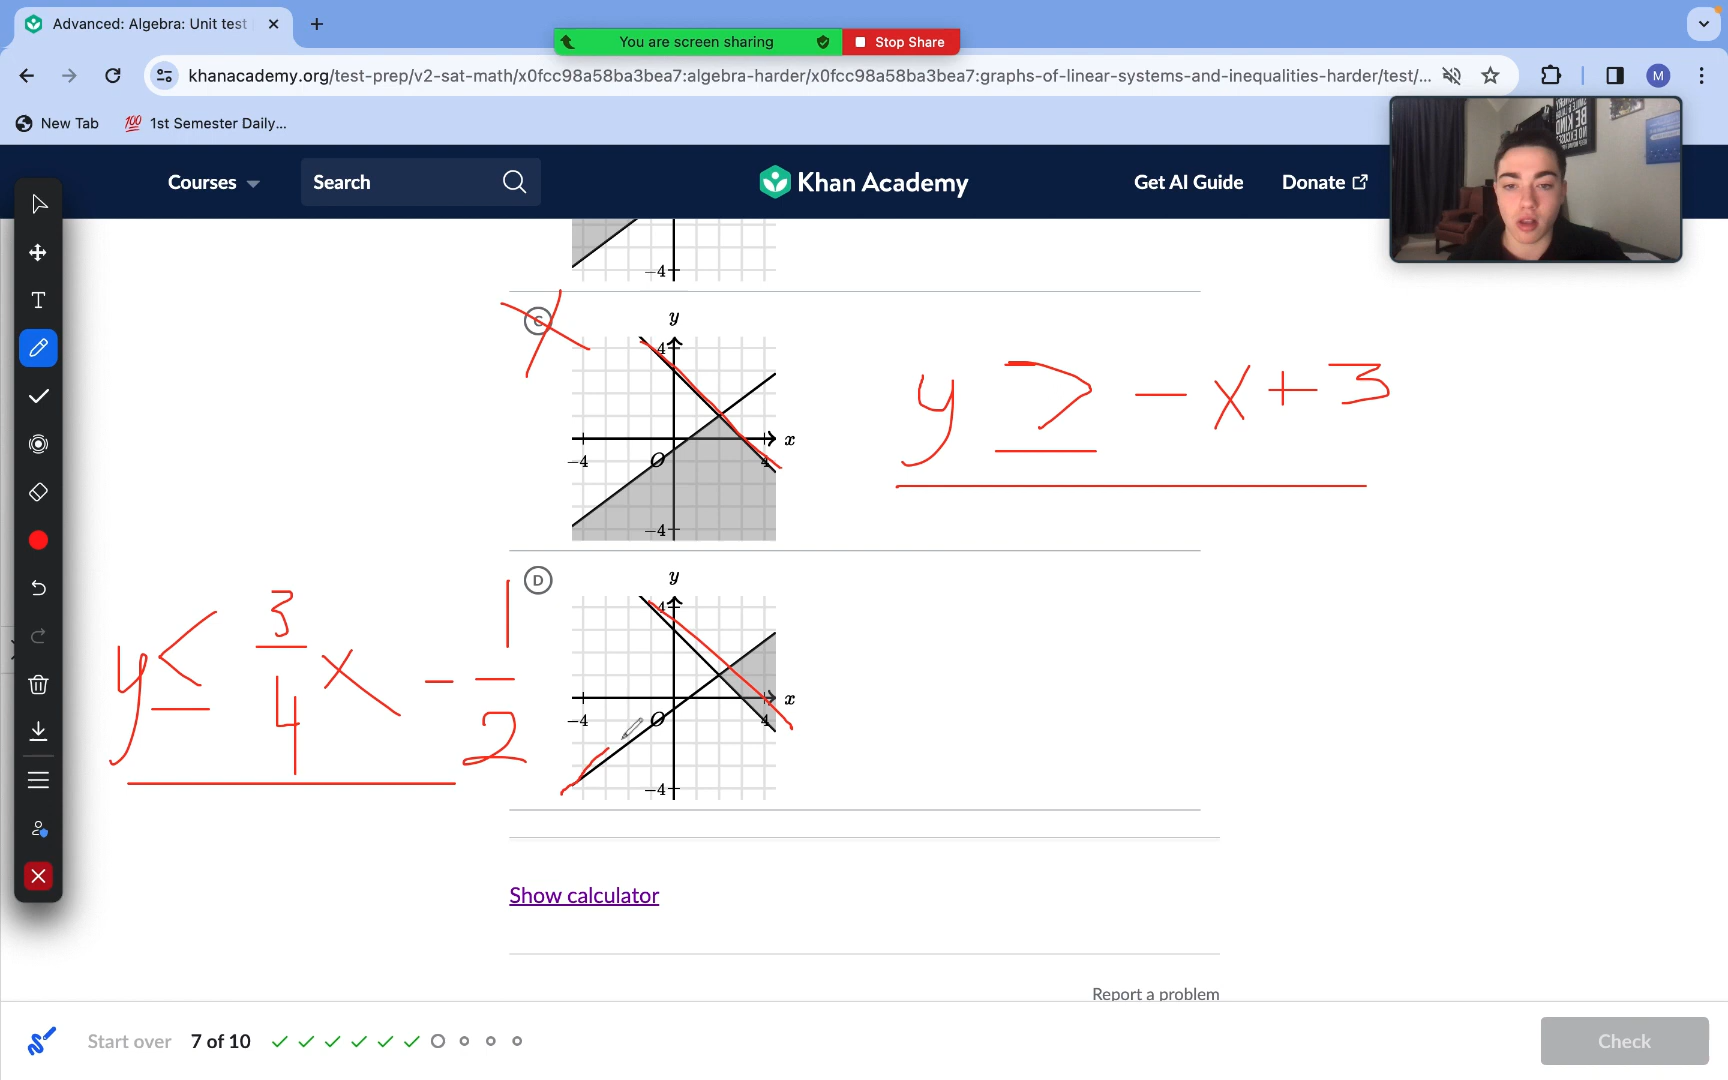 Advanced: Algebra: Unit test
You are screen sharing
Stop Share
khanacademy.org/test-prep/v2-sat-math/x0fcc98a58ba3bea7:algebra-harder/x0fcc98a58ba3bea7:graphs-of-linear-systems-and-inequalities-harder/test/...
M
New Tab
💯 1st Semester Daily...
Courses
Search
Khan Academy
Get AI Guide
Donate
BE KIND
T
-4
C
y
4
x
-4
O
4
-4
y ≥ -x+3
D
y
4
x
-4
O
4
-4
y ≤ 3/4 x - 1/2
Show calculator
Report a problem
Start over
7 of 10
Check